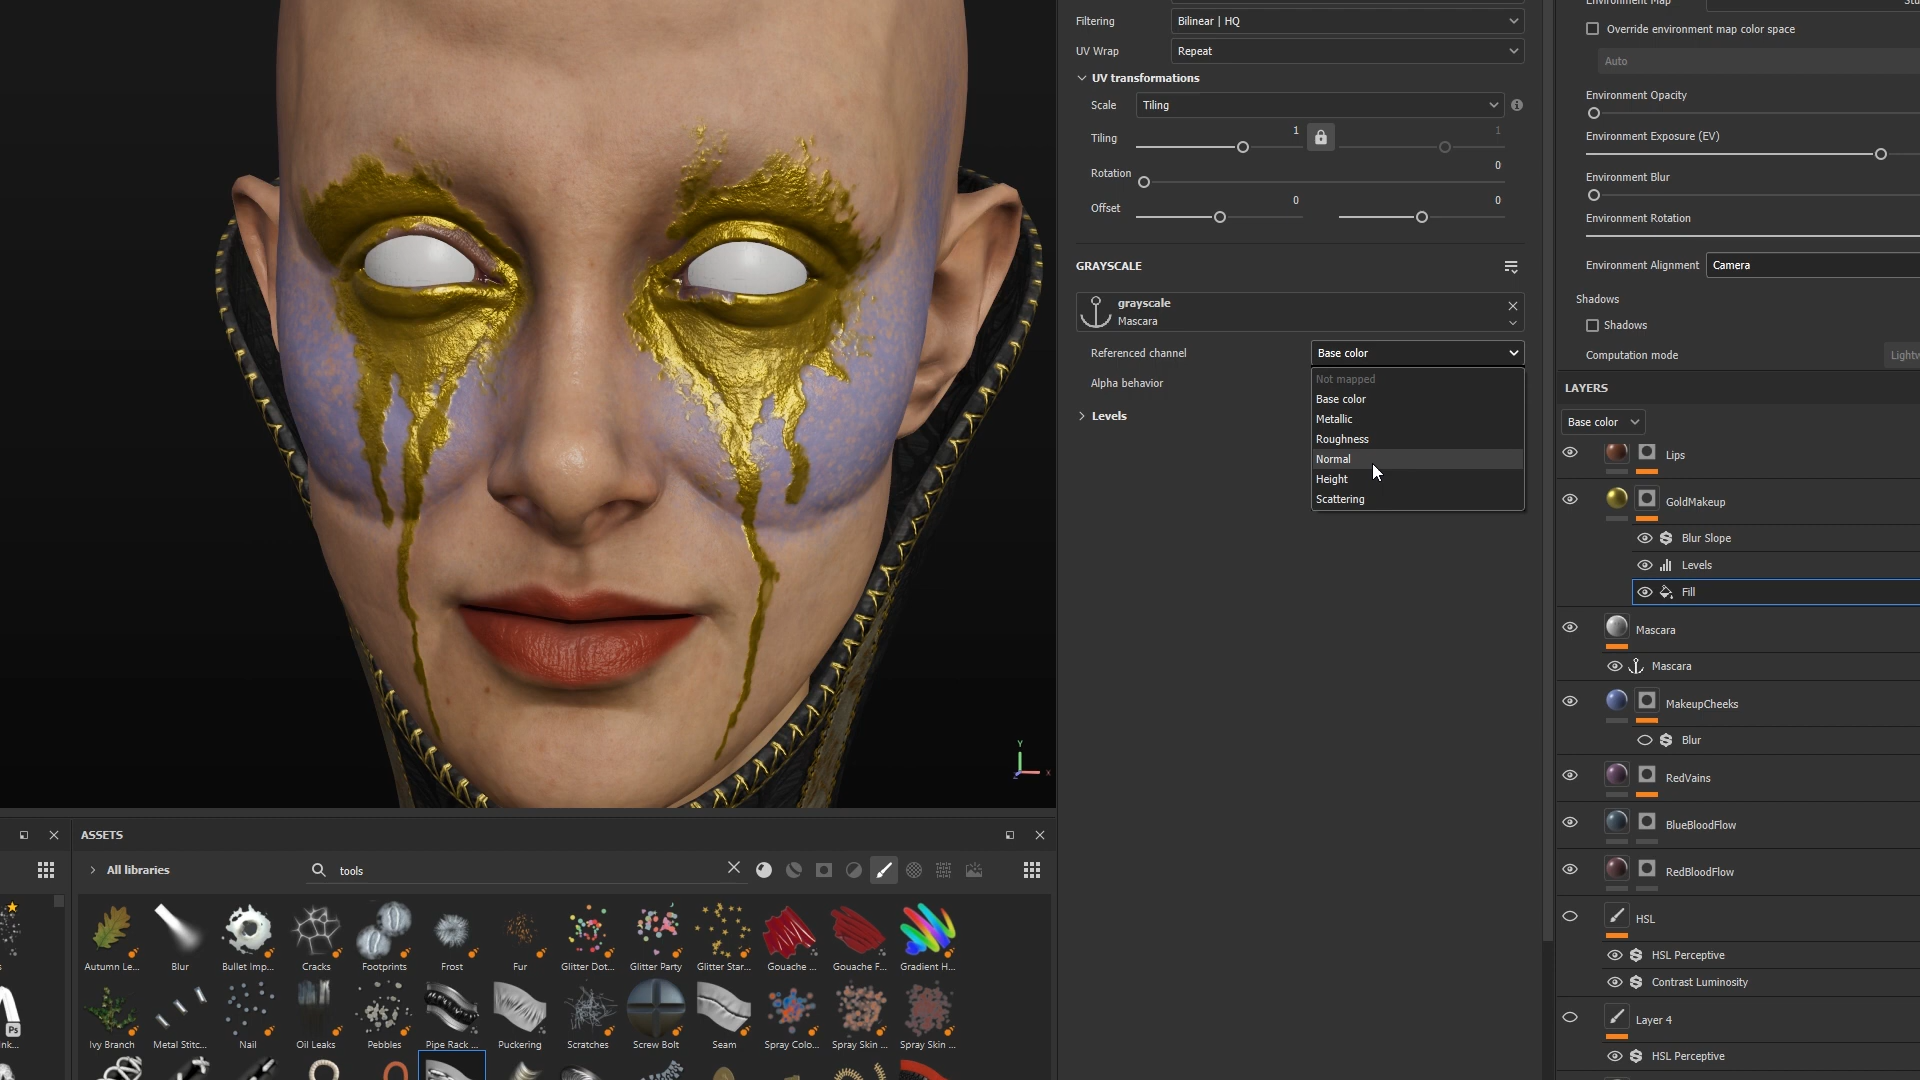 Filtering
Bilinear | HQ
UV Wrap
Repeat
UV transformations
Scale
Tiling
Tiling
1
1
Rotation
0
Offset
0
0
GRAYSCALE
grayscale
Mascara
Referenced channel
Base color
Not mapped
Base color
Metallic
Roughness
Normal
Height
Scattering
Alpha behavior
Levels
Override environment map color space
Auto
Environment Opacity
Environment Exposure (EV)
Environment Blur
Environment Rotation
Environment Alignment
Camera
Shadows
Shadows
Computation mode
LAYERS
Base color
Lips
GoldMakeup
Blur Slope
Levels
Fill
Mascara
Mascara
MakeupCheeks
Blur
RedVains
BlueBloodFlow
RedBloodFlow
HSL
HSL Perceptive
Contrast Luminosity
Layer 4
HSL Perceptive
Y
X
ASSETS
All libraries
tools
Autumn Le...
Blur
Bullet Imp...
Cracks
Footprints
Frost
Fur
Glitter Dot...
Glitter Party
Glitter Star...
Gouache ...
Gouache F...
Gradient H...
Ps
Ivy Branch
Metal Stitc...
Nail
Oil Leaks
Pebbles
Pipe Rack ...
Puckering
Scratches
Screw Bolt
Seam
Spray Colo...
Spray Skin ...
Spray Skin ...